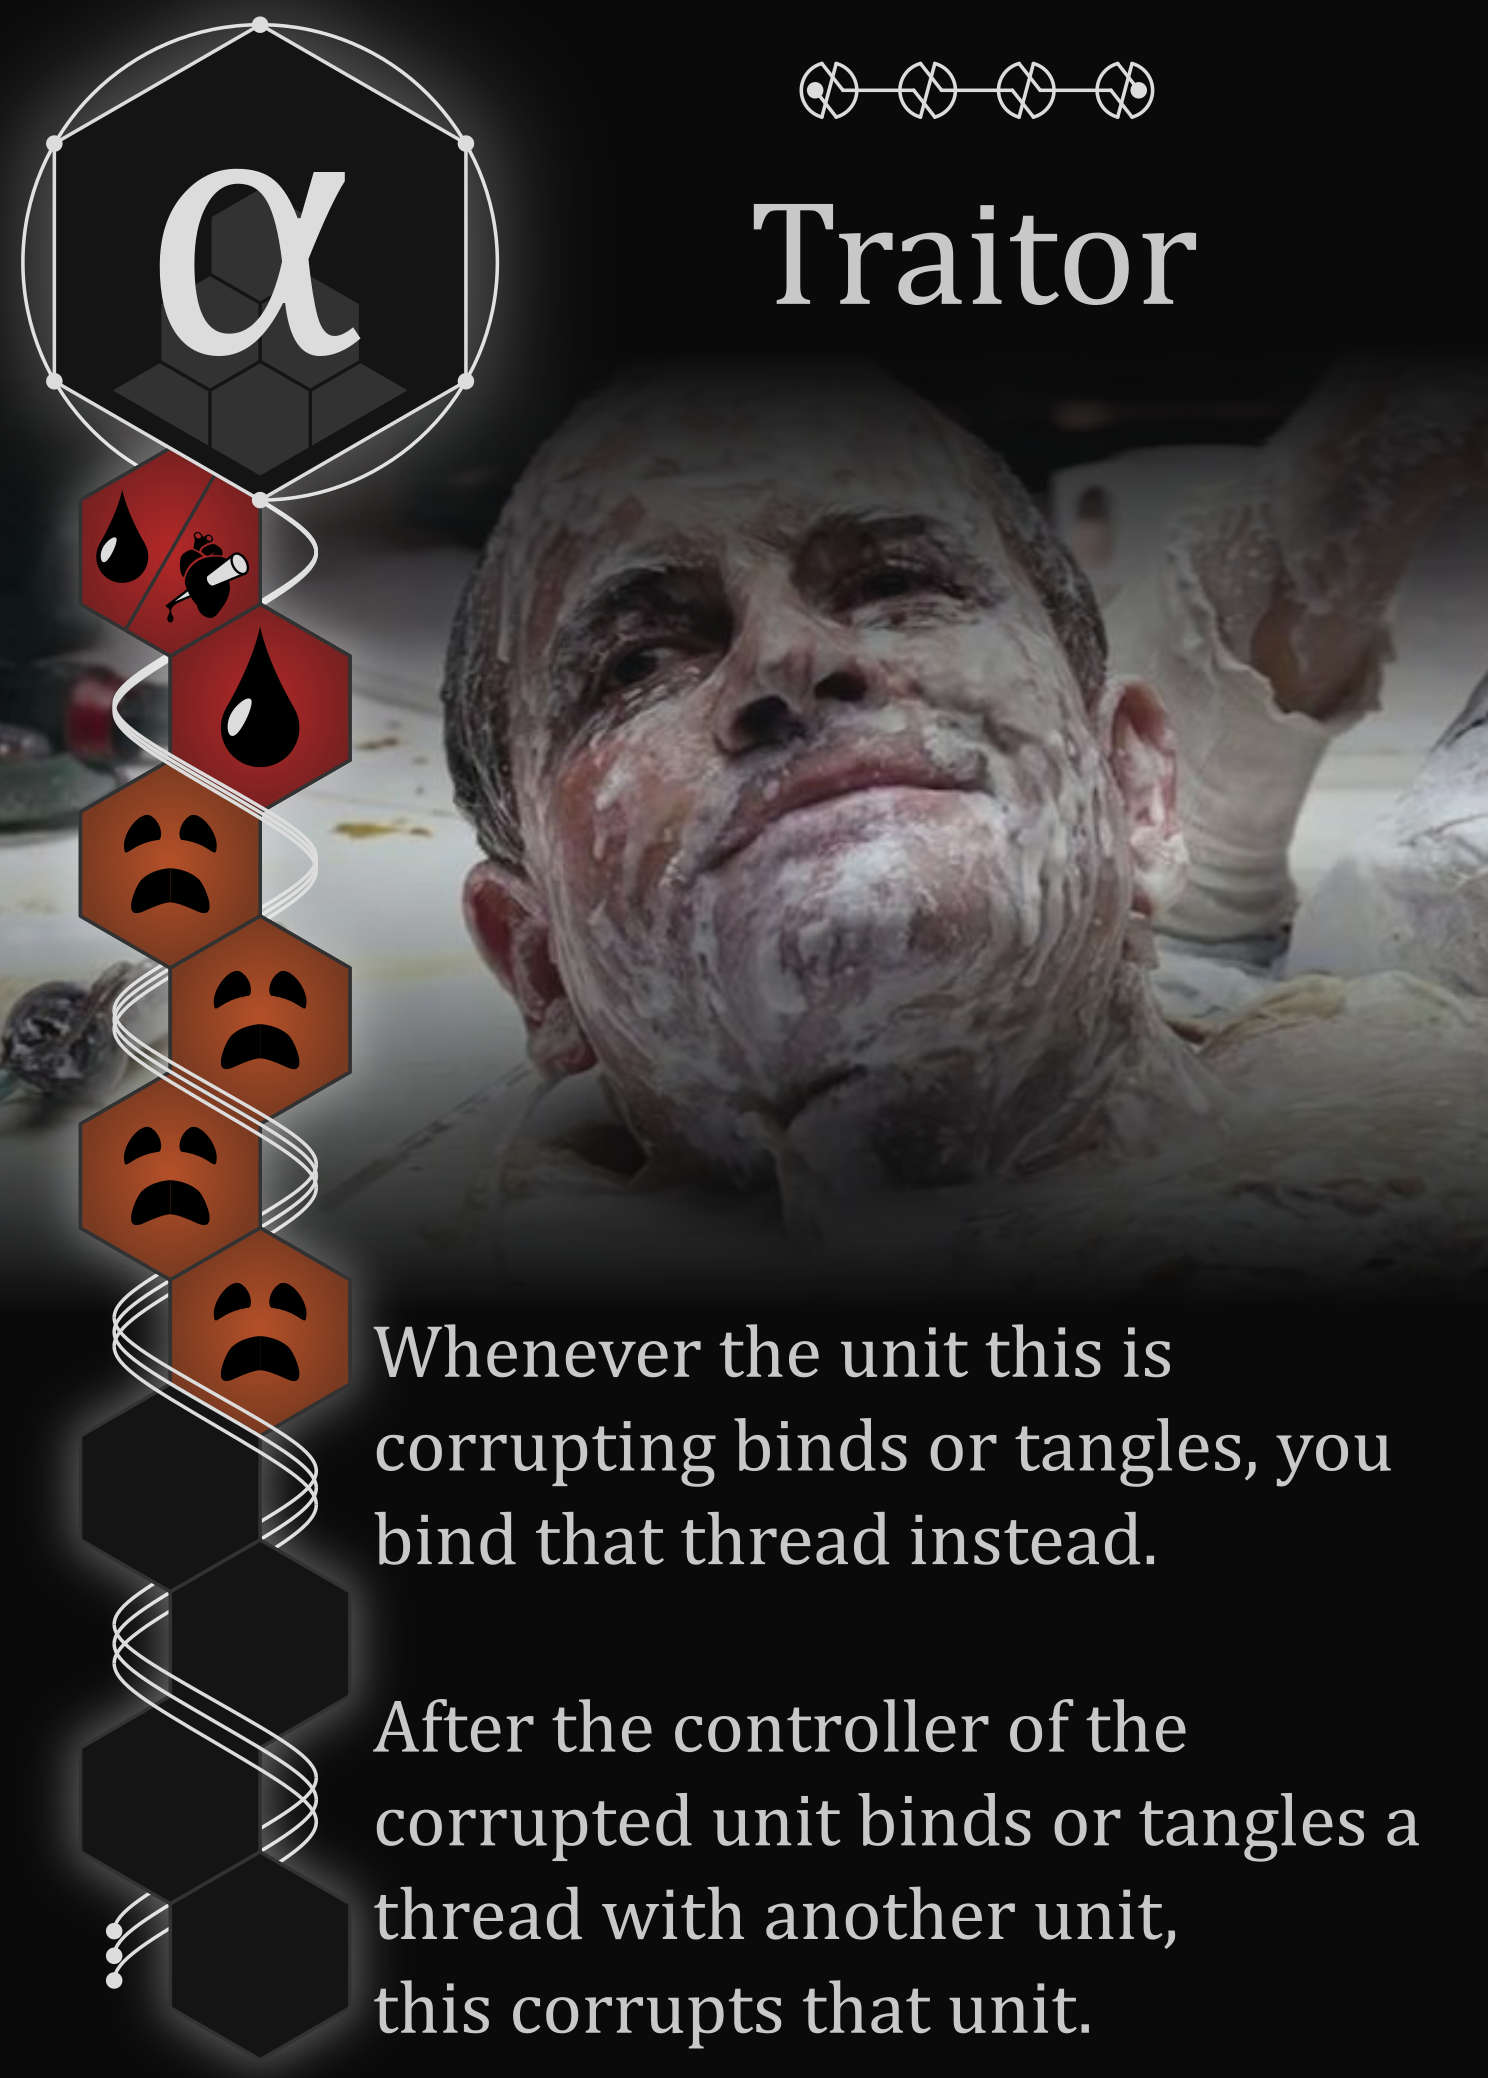 α
Traitor
Whenever the unit this is
corrupting binds or tangles, you
bind that thread instead.
After the controller of the
corrupted unit binds or tangles a
thread with another unit,
this corrupts that unit.